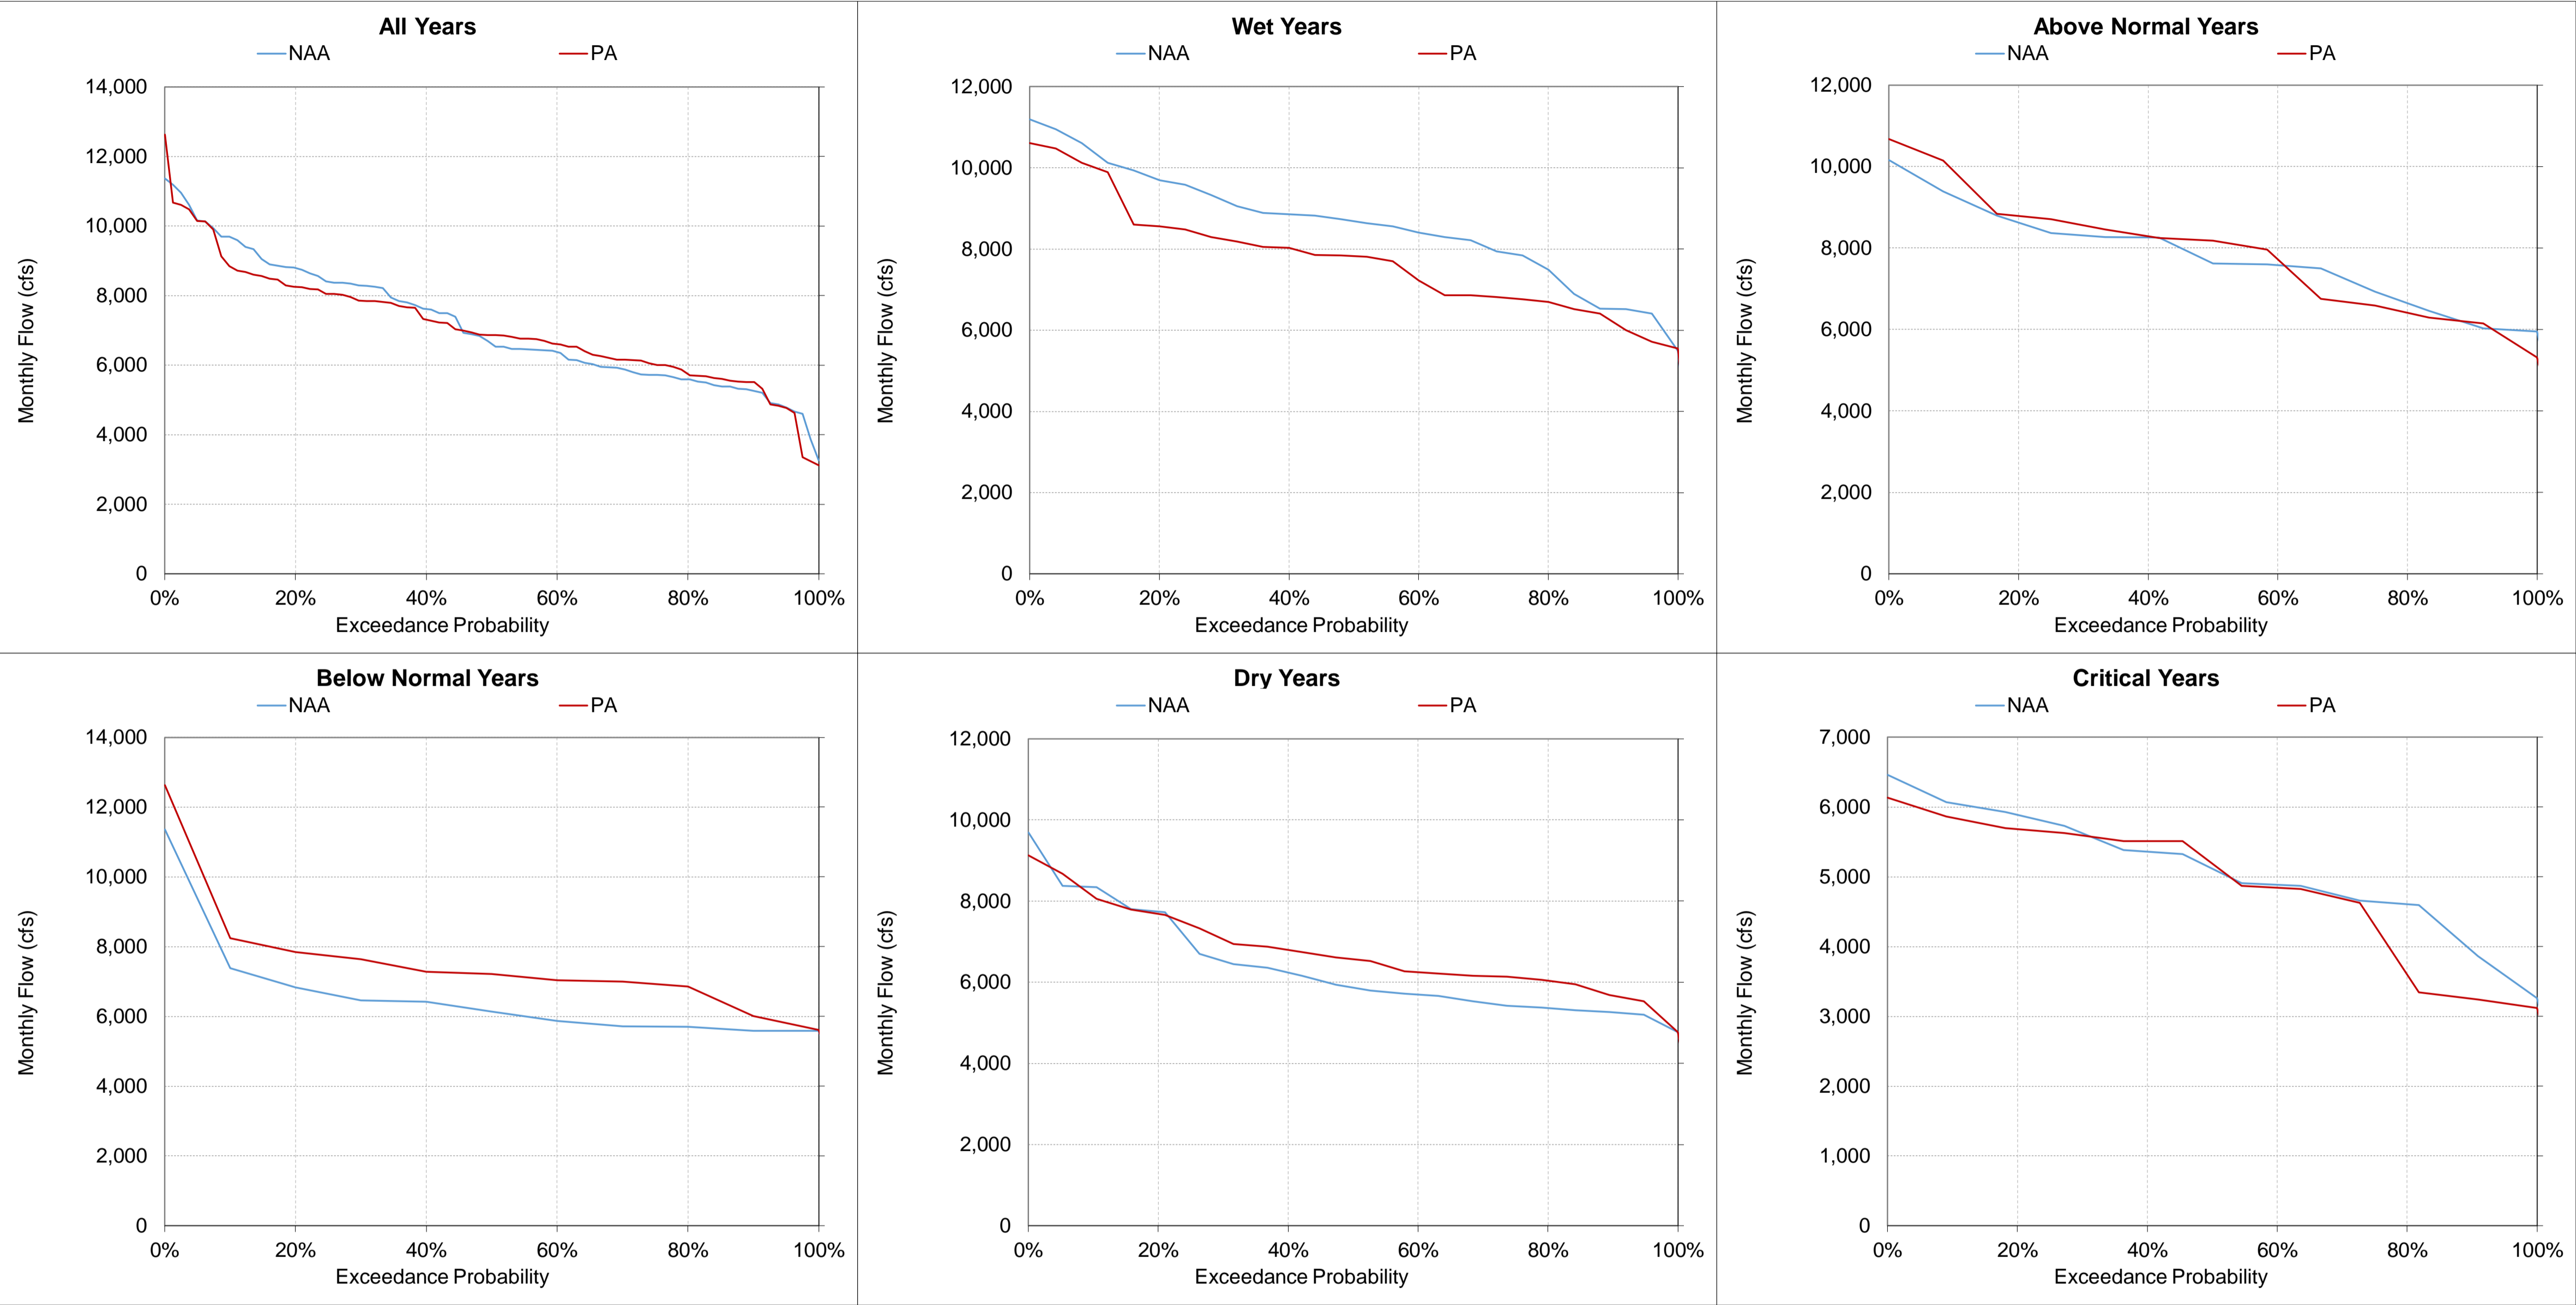 All Years
NAA PA
14,000
12,000
10,000
8,000
6,000
4,000
2,000
0
Monthly Flow (cfs)
0% 20% 40% 60% 80% 100%
Exceedance Probability
Wet Years
NAA PA
12,000
10,000
8,000
6,000
4,000
2,000
0
Monthly Flow (cfs)
0% 20% 40% 60% 80% 100%
Exceedance Probability
Above Normal Years
NAA PA
12,000
10,000
8,000
6,000
4,000
2,000
0
Monthly Flow (cfs)
0% 20% 40% 60% 80% 100%
Exceedance Probability
Below Normal Years
NAA PA
14,000
12,000
10,000
8,000
6,000
4,000
2,000
0
Monthly Flow (cfs)
0% 20% 40% 60% 80% 100%
Exceedance Probability
Dry Years
NAA PA
12,000
10,000
8,000
6,000
4,000
2,000
0
Monthly Flow (cfs)
0% 20% 40% 60% 80% 100%
Exceedance Probability
Critical Years
NAA PA
7,000
6,000
5,000
4,000
3,000
2,000
1,000
0
Monthly Flow (cfs)
0% 20% 40% 60% 80% 100%
Exceedance Probability